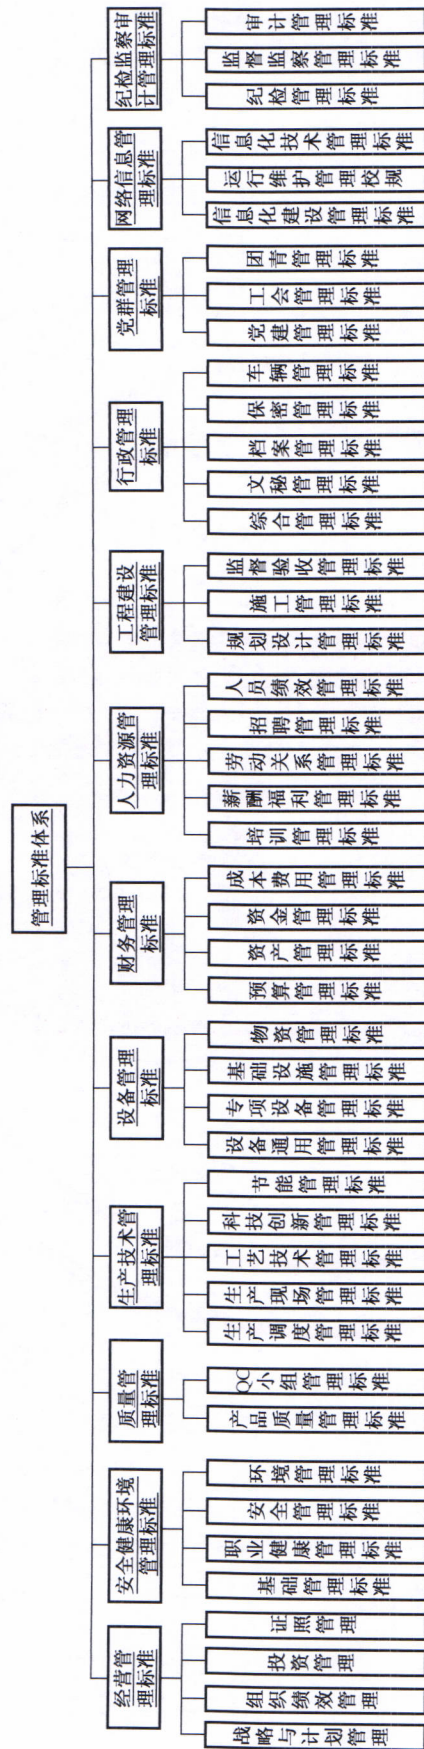 管理标准体系
经营管
理标准
战略与计划管理
组织绩效管理
投资管理
证照管理
安全健康环境
管理标准
基础管理标准
职业健康管理标准
安全管理标准
环境管理标准
质量管
理标准
产品质量管理标准
QC小组管理标准
生产技术管
理标准
生产调度管理标准
生产现场管理标准
工艺技术管理标准
科技创新管理标准
节能管理标准
设备管理
标准
设备通用管理标准
专项设备管理标准
基础设施管理标准
物资管理标准
财务管理
标准
预算管理标准
资产管理标准
资金管理标准
成本费用管理标准
人力资源管
理标准
培训管理标准
薪酬福利管理标准
劳动关系管理标准
招聘管理标准
人员绩效管理标准
工程建设
管理标准
规划设计管理标准
施工管理标准
监督验收管理标准
行政管理
标准
综合管理标准
文秘管理标准
档案管理标准
保密管理标准
车辆管理标准
党群管理
标准
党建管理标准
工会管理标准
团青管理标准
网络信息管
理标准
信息化建设管理标准
运行维护管理校规
信息化技术管理标准
纪检监察审
计管理标准
纪检管理标准
监督监察管理标准
审计管理标准